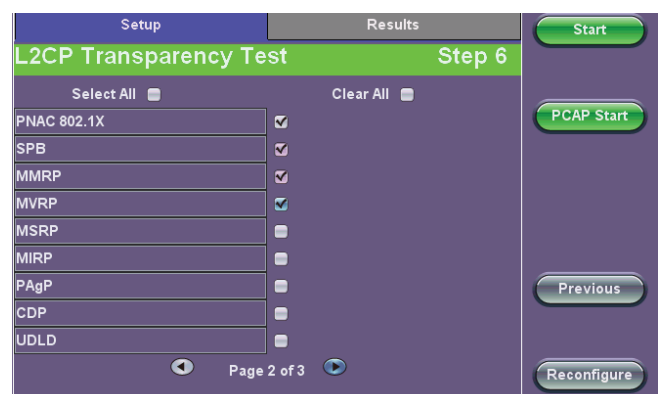 Setup
Results
L2CP Transparency Test Step 6
Select All
Clear All
PNAC 802.1X
SPB
MMRP
MVRP
MSRP
MIRP
PAgP
CDP
UDLD
Page 2 of 3
Start
PCAP Start
Previous
Reconfigure